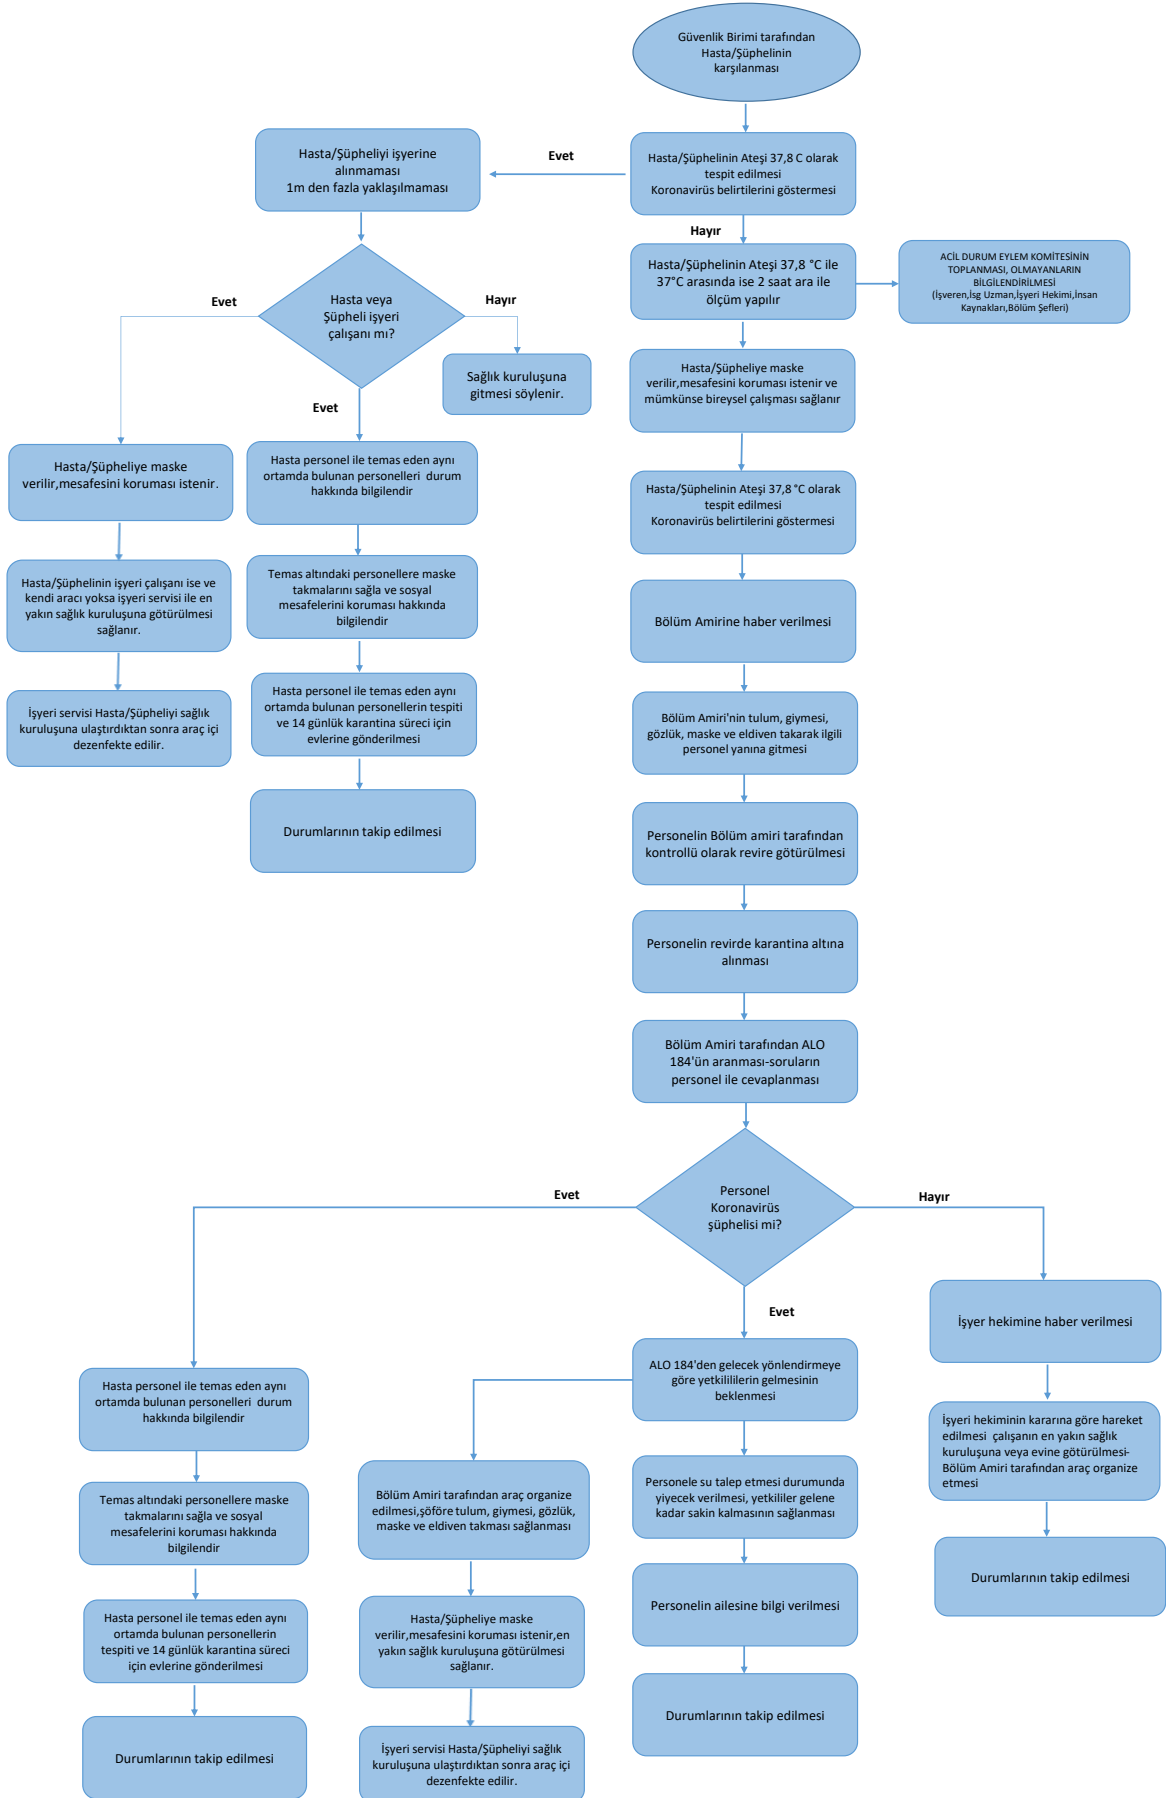 Güvenlik Birimi tarafından
Hasta/Şüphelinin
karşılanması
Hasta/Şüpheliyi işyerine
alınmaması
1m den fazla yaklaşılmaması
Evet
Hasta/Şüphelinin Ateşi 37,8 C olarak
tespit edilmesi
Koronavirüs belirtilerini göstermesi
Hayır
Hasta/Şüphelinin Ateşi 37,8 °C ile
37°C arasında ise 2 saat ara ile
ölçüm yapılır
ACİL DURUM EYLEM KOMİTESİNİN
TOPLANMASI, OLMAYANLARIN
BİLGİLENDİRİLMESİ
(İşveren,İsg Uzman,İşyeri Hekimi,İnsan
Kaynakları,Bölüm Şefleri)
Evet
Hasta veya
Şüpheli işyeri
çalışanı mı?
Hayır
Sağlık kuruluşuna
gitmesi söylenir.
Hasta/Şüpheliye maske
verilir,mesafesini koruması istenir ve
mümkünse bireysel çalışması sağlanır
Evet
Hasta/Şüpheliye maske
verilir,mesafesini koruması istenir.
Hasta personel ile temas eden aynı
ortamda bulunan personelleri  durum
hakkında bilgilendir
Hasta/Şüphelinin Ateşi 37,8 °C olarak
tespit edilmesi
Koronavirüs belirtilerini göstermesi
Hasta/Şüphelinin işyeri çalışanı ise ve
kendi aracı yoksa işyeri servisi ile en
yakın sağlık kuruluşuna götürülmesi
sağlanır.
Temas altındaki personellere maske
takmalarını sağla ve sosyal
mesafelerini koruması hakkında
bilgilendir
Bölüm Amirine haber verilmesi
İşyeri servisi Hasta/Şüpheliyi sağlık
kuruluşuna ulaştırdıktan sonra araç içi
dezenfekte edilir.
Hasta personel ile temas eden aynı
ortamda bulunan personellerin tespiti
ve 14 günlük karantina süreci için
evlerine gönderilmesi
Bölüm Amiri'nin tulum, giymesi,
gözlük, maske ve eldiven takarak ilgili
personel yanına gitmesi
Durumlarının takip edilmesi
Personelin Bölüm amiri tarafından
kontrollü olarak revire götürülmesi
Personelin revirde karantina altına
alınması
Bölüm Amiri tarafından ALO
184'ün aranması-soruların
personel ile cevaplanması
Evet
Personel
Koronavirüs
şüphelisi mi?
Hayır
Evet
İşyer hekimine haber verilmesi
Hasta personel ile temas eden aynı
ortamda bulunan personelleri  durum
hakkında bilgilendir
ALO 184'den gelecek yönlendirmeye
göre yetkilililerin gelmesinin
beklenmesi
İşyeri hekiminin kararına göre hareket
edilmesi  çalışanın en yakın sağlık
kuruluşuna veya evine götürülmesi-
Bölüm Amiri tarafından araç organize
etmesi
Temas altındaki personellere maske
takmalarını sağla ve sosyal
mesafelerini koruması hakkında
bilgilendir
Bölüm Amiri tarafından araç organize
edilmesi,şöföre tulum, giymesi, gözlük,
maske ve eldiven takması sağlanması
Personele su talep etmesi durumunda
yiyecek verilmesi, yetkililer gelene
kadar sakin kalmasının sağlanması
Durumlarının takip edilmesi
Hasta personel ile temas eden aynı
ortamda bulunan personellerin
tespiti ve 14 günlük karantina süreci
için evlerine gönderilmesi
Hasta/Şüpheliye maske
verilir,mesafesini koruması istenir,en
yakın sağlık kuruluşuna götürülmesi
sağlanır.
Personelin ailesine bilgi verilmesi
Durumlarının takip edilmesi
İşyeri servisi Hasta/Şüpheliyi sağlık
kuruluşuna ulaştırdıktan sonra araç içi
dezenfekte edilir.
Durumlarının takip edilmesi